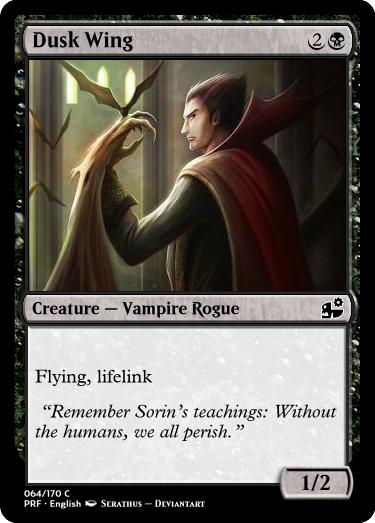 Dusk Wing 2
Creature — Vampire Rogue
Flying, lifelink
“Remember Sorin’s teachings: Without
the humans, we all perish.”
1/2
064/170 C
PRF • English Serathus — Deviantart